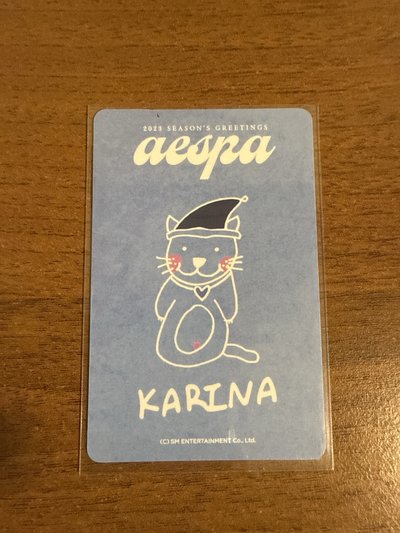 2023 SEASON'S GREETINGS
aespa
KARINA
(C) SM ENTERTAINMENT Co., Ltd.